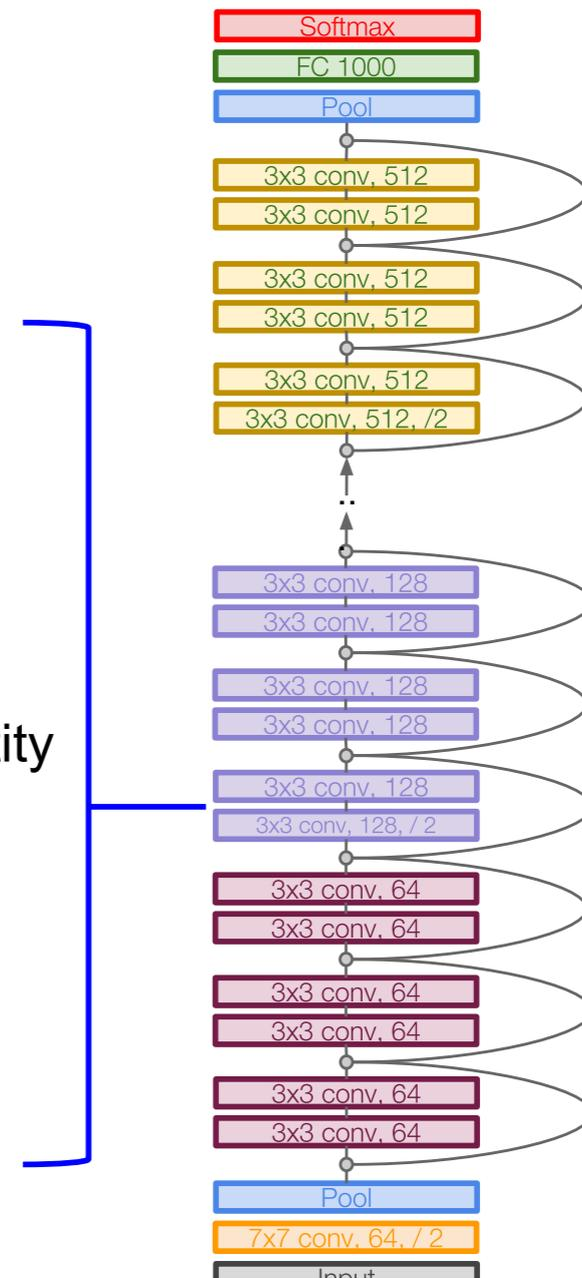 Softmax
FC 1000
Pool
3x3 conv, 512
3x3 conv, 512
3x3 conv, 512
3x3 conv, 512
3x3 conv, 512
3x3 conv, 512, /2
..
3x3 conv, 128
3x3 conv, 128
3x3 conv, 128
3x3 conv, 128
tity
3x3 conv, 128
3x3 conv, 128, / 2
3x3 conv, 64
3x3 conv, 64
3x3 conv, 64
3x3 conv, 64
3x3 conv, 64
3x3 conv, 64
Pool
7x7 conv, 64, / 2
Input